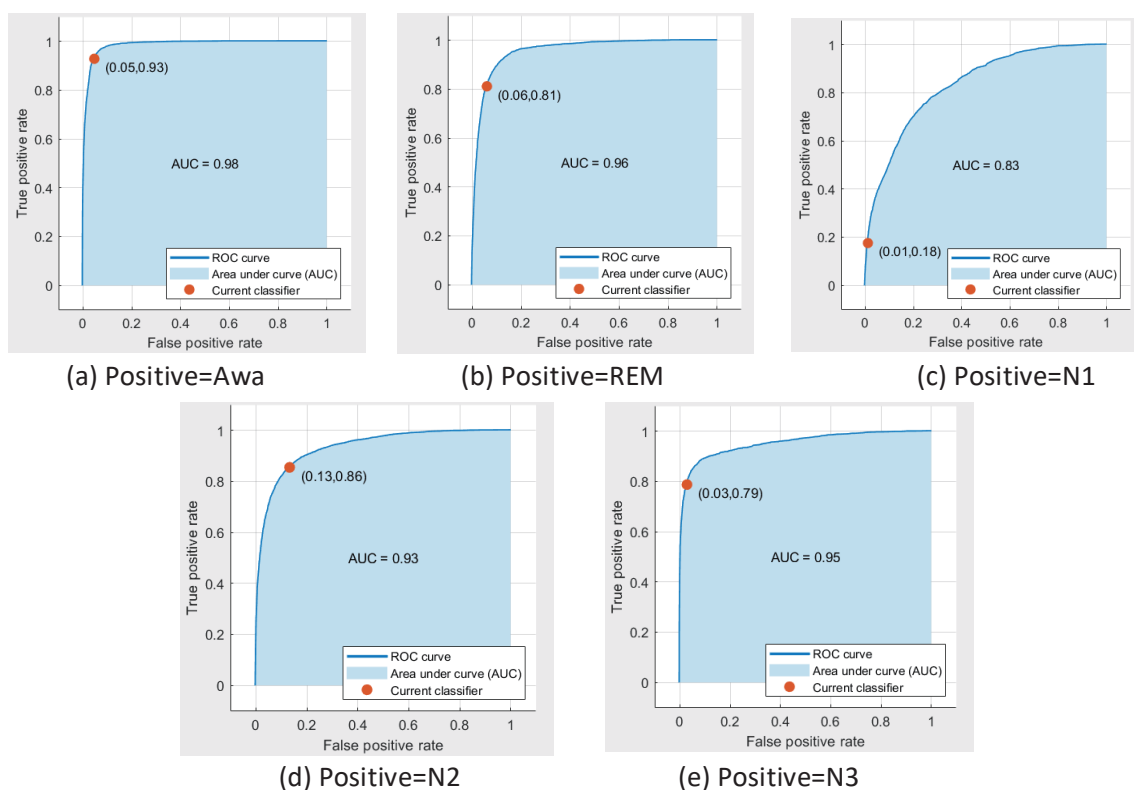 1
0.8
0.6
0.4
0.2
0
True positive rate
(0.05,0.93)
AUC = 0.98
ROC curve
Area under curve (AUC)
Current classifier
0 0.2 0.4 0.6 0.8 1
False positive rate
(a) Positive=Awa
1
0.8
0.6
0.4
0.2
0
True positive rate
(0.06,0.81)
AUC = 0.96
ROC curve
Area under curve (AUC)
Current classifier
0 0.2 0.4 0.6 0.8 1
False positive rate
(b) Positive=REM
1
0.8
0.6
0.4
0.2
0
True positive rate
AUC = 0.83
(0.01,0.18)
ROC curve
Area under curve (AUC)
Current classifier
0 0.2 0.4 0.6 0.8 1
False positive rate
(c) Positive=N1
1
0.8
0.6
0.4
0.2
0
True positive rate
(0.13,0.86)
AUC = 0.93
ROC curve
Area under curve (AUC)
Current classifier
0 0.2 0.4 0.6 0.8 1
False positive rate
(d) Positive=N2
1
0.8
0.6
0.4
0.2
0
True positive rate
(0.03,0.79)
AUC = 0.95
ROC curve
Area under curve (AUC)
Current classifier
0 0.2 0.4 0.6 0.8 1
False positive rate
(e) Positive=N3